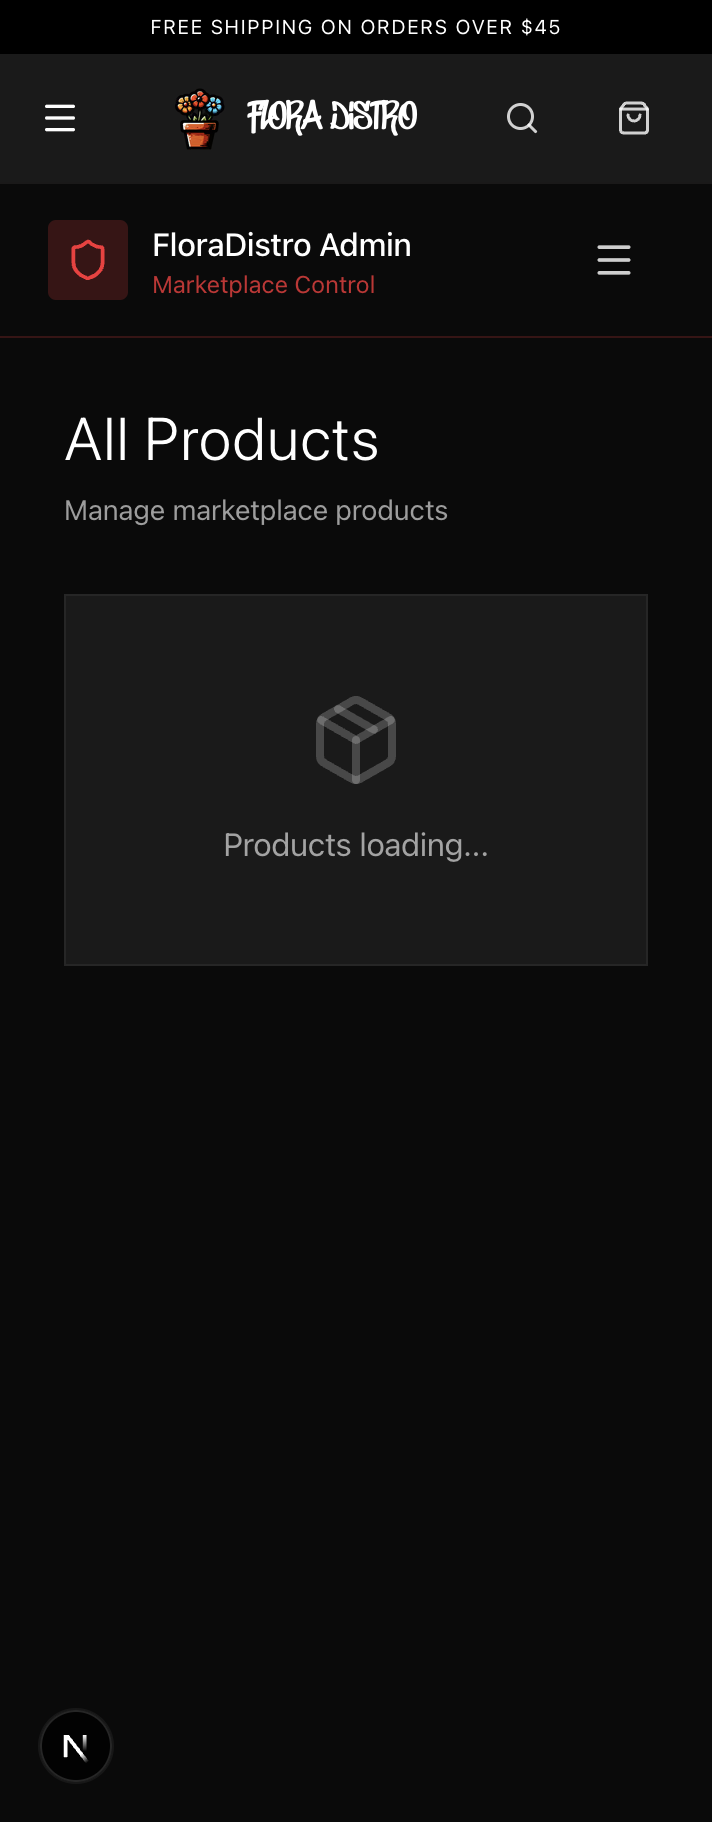 FREE SHIPPING ON ORDERS OVER $45
FLORA DISTRO
FloraDistro Admin
Marketplace Control
All Products
Manage marketplace products
Products loading...
N